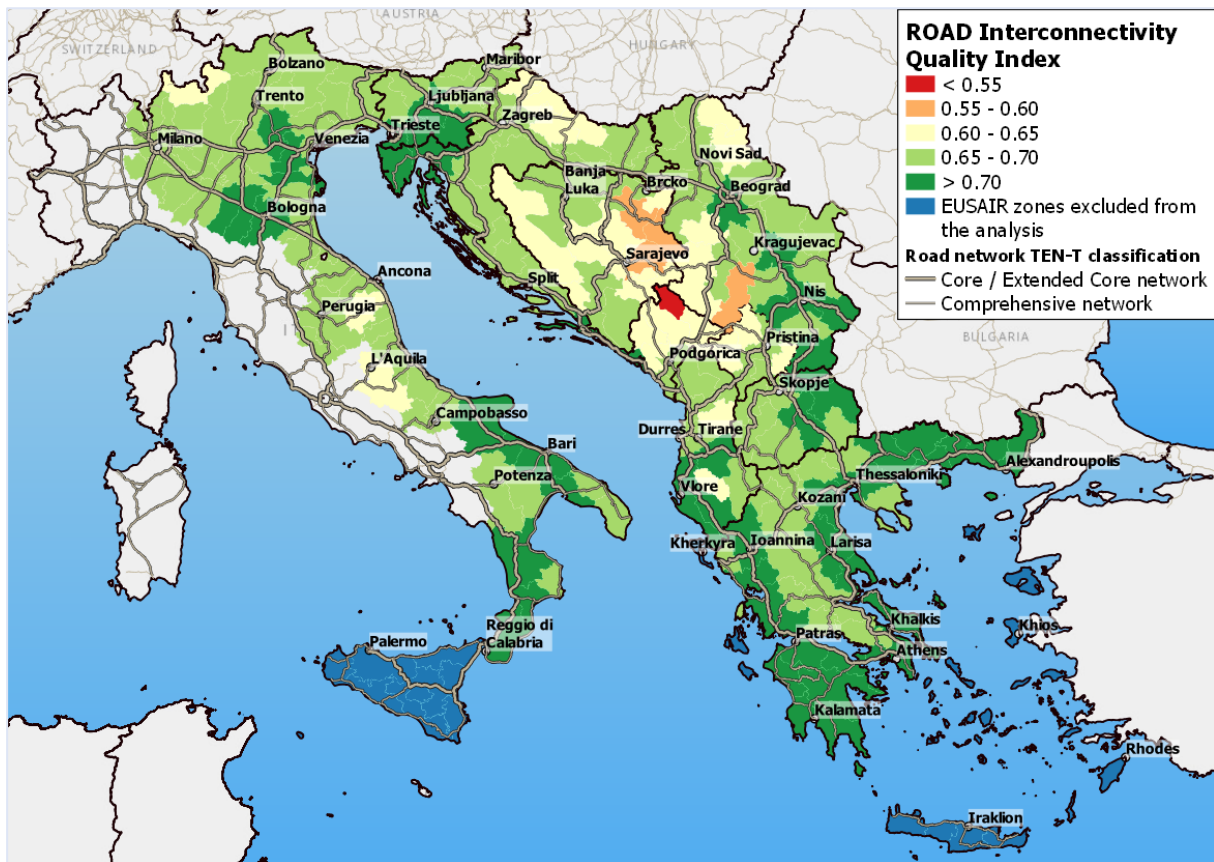 AUSTRIA
SWITZERLAND
HUNGARY
Bolzano
Maribor
Trento
Ljubljana
Zagreb
Milano
Venezia
Trieste
Novi Sad
Banja
Luka
Brcko
Beograd
Bologna
Kragujevac
Sarajevo
Ancona
Split
Nis
Perugia
IT
BULGARIA
L'Aquila
Podgorica
Pristina
Skopje
Campobasso
Durres
Tirane
Bari
Alexandroupolis
Potenza
Thessaloniki
Vlore
Kozani
Kherkyra
Ioannina
Larisa
Reggio di
Calabria
Khalkis
Khios
Palermo
Patras
Athens
Kalamata
Rhodes
Iraklion
ROAD Interconnectivity
Quality Index
< 0.55
0.55 - 0.60
0.60 - 0.65
0.65 - 0.70
> 0.70
EUSAIR zones excluded from
the analysis
Road network TEN-T classification
Core / Extended Core network
Comprehensive network